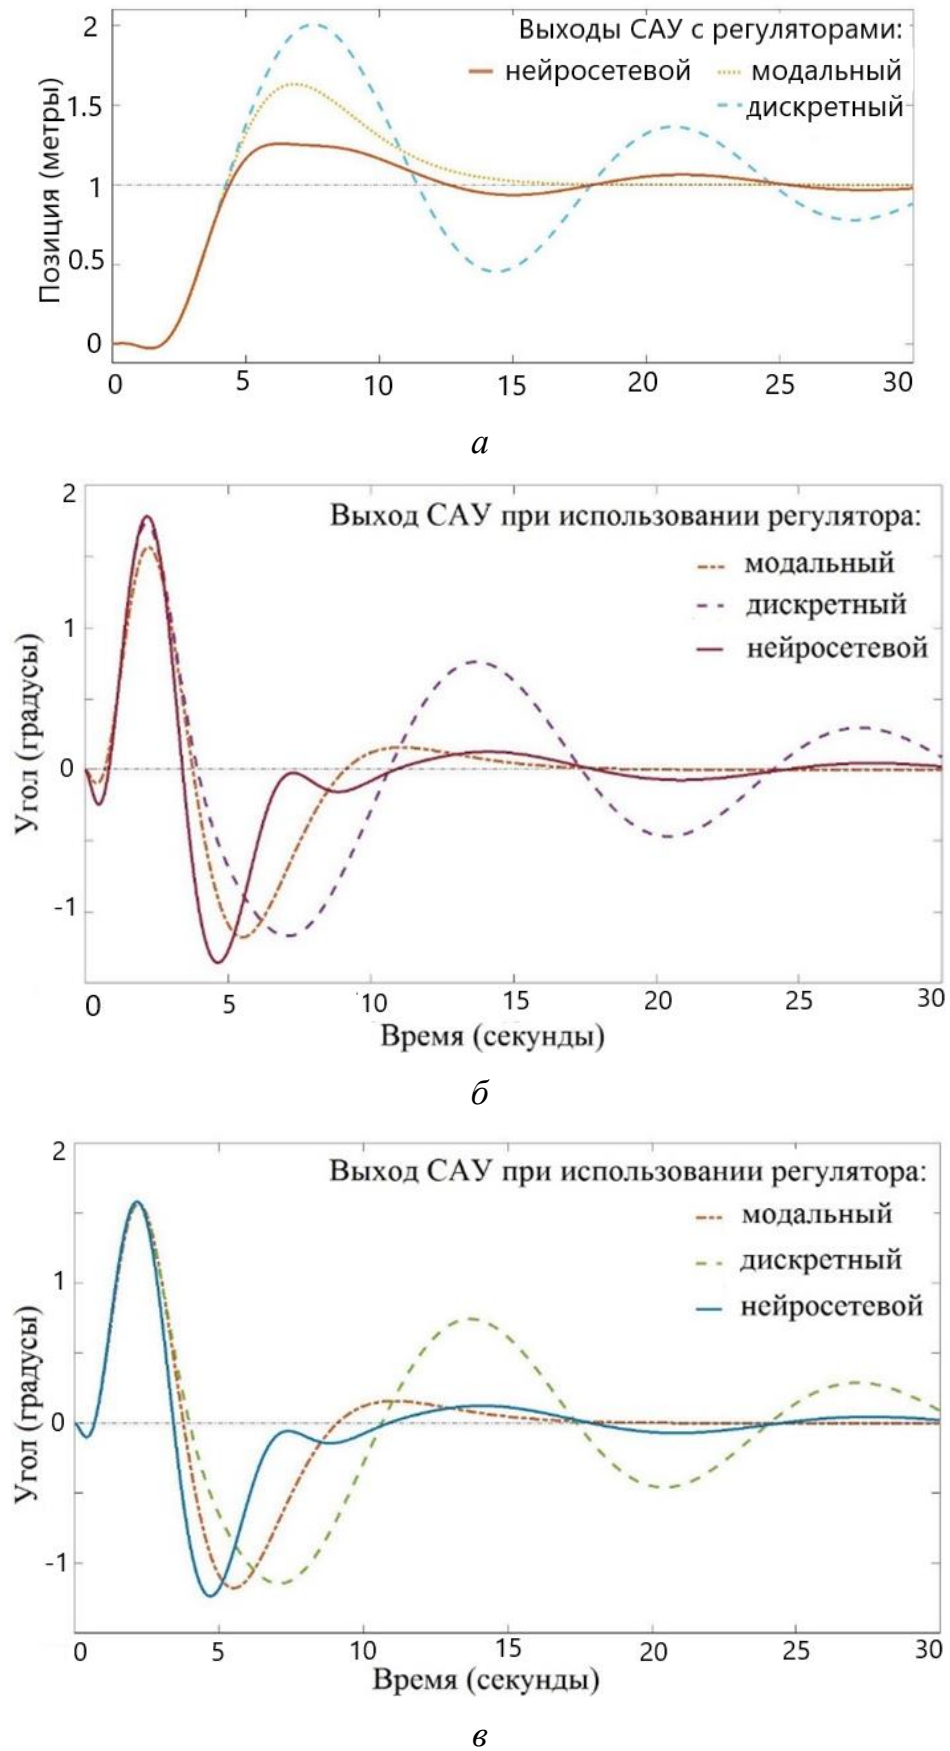 Выходы САУ с регуляторами:
нейросетевой модальный
дискретный
Позиция (метры)
2
1.5
1
0.5
0
0 5 10 15 20 25 30
а
Выход САУ при использовании регулятора:
модальный
дискретный
нейросетевой
Угол (градусы)
2
1
0
-1
0 5 10 15 20 25 30
Время (секунды)
б
Выход САУ при использовании регулятора:
модальный
дискретный
нейросетевой
Угол (градусы)
2
1
0
-1
0 5 10 15 20 25 30
Время (секунды)
в